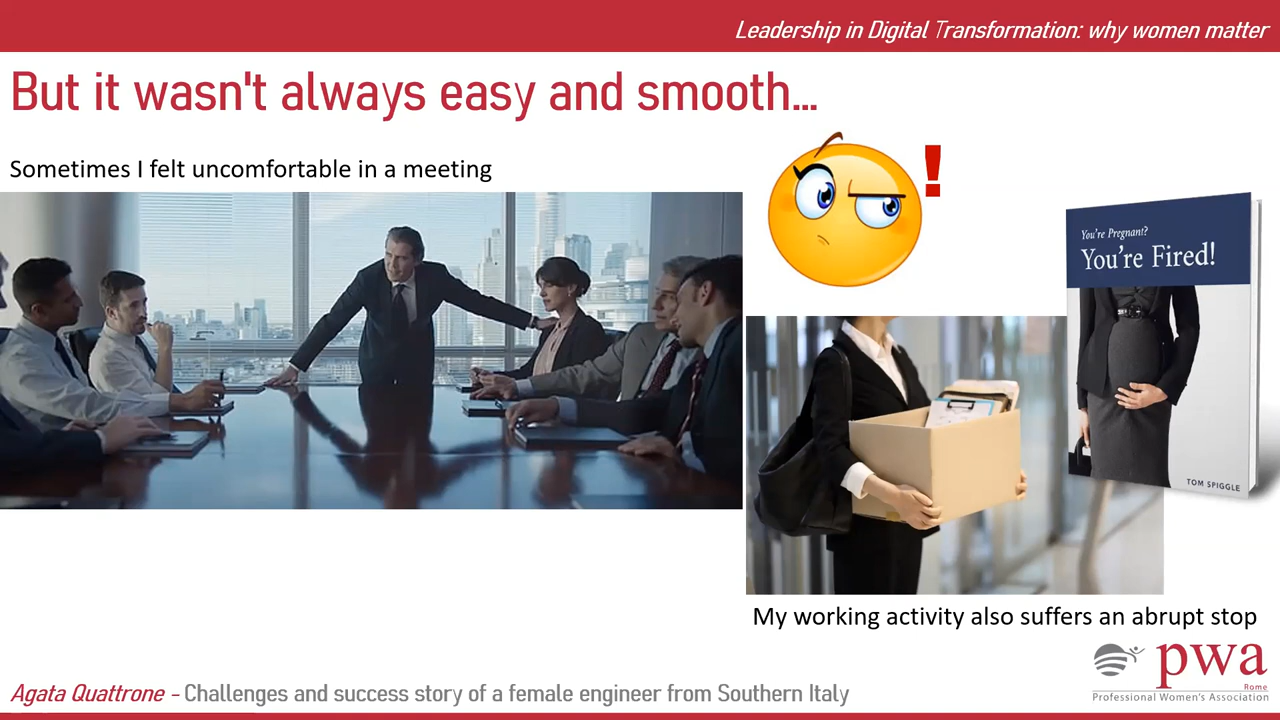 Leadership in Digital Transformation: why women matter
But it wasn't always easy and smooth...
Sometimes I felt uncomfortable in a meeting
!
You're Pregnant?
You're Fired!
TOM SPIGGLE
My working activity also suffers an abrupt stop
pwa
Rome
Professional Women's Association
Agata Quattrone - Challenges and success story of a female engineer from Southern Italy